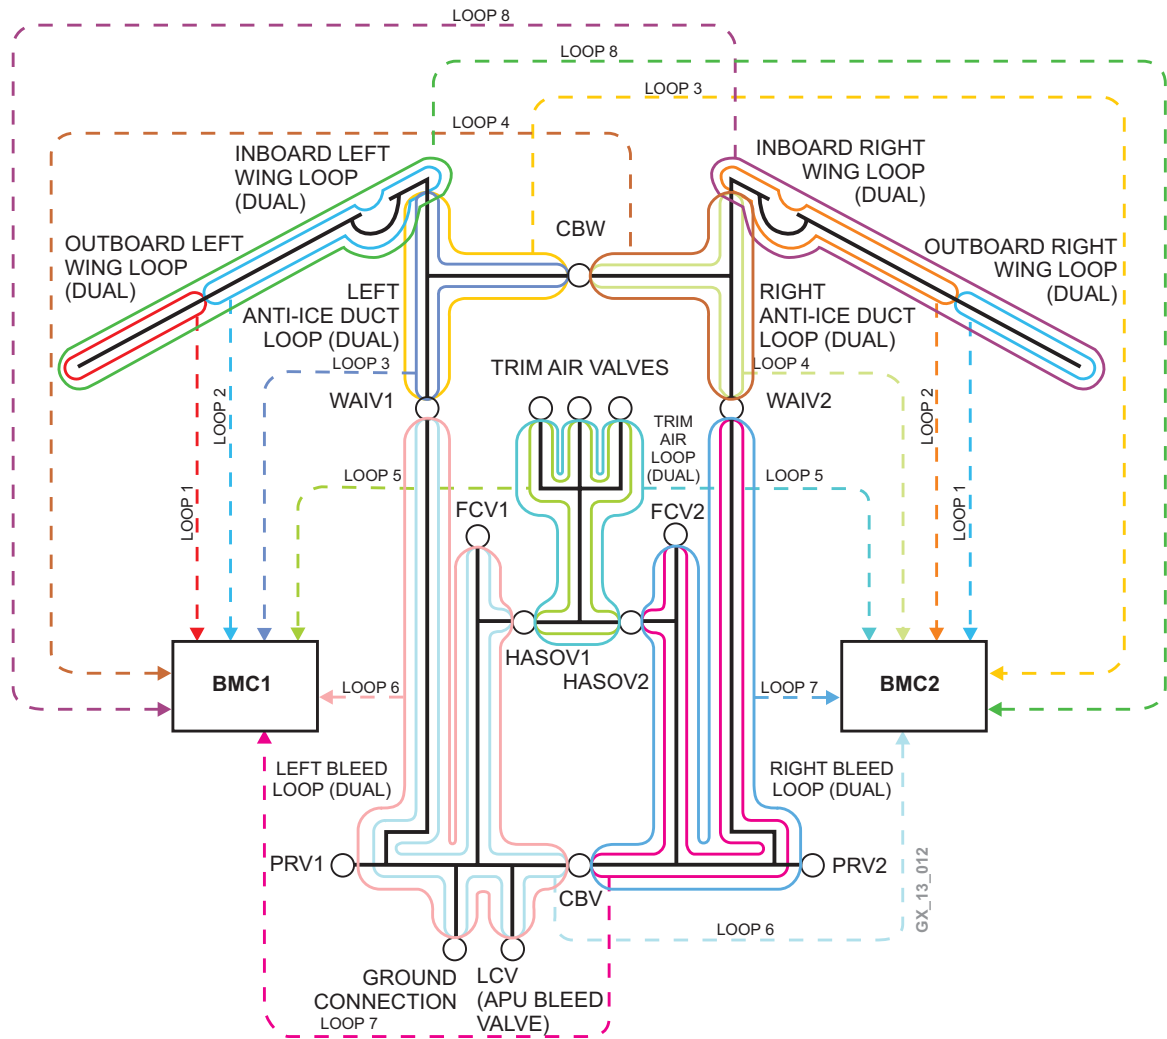 LOOP 8
LOOP 8
LOOP 3
LOOP 4
INBOARD LEFT
WING LOOP
(DUAL)
INBOARD RIGHT
WING LOOP
(DUAL)
CBW
OUTBOARD LEFT
WING LOOP
(DUAL)
OUTBOARD RIGHT
WING LOOP
(DUAL)
LEFT
ANTI-ICE DUCT
LOOP (DUAL)
RIGHT
ANTI-ICE DUCT
LOOP (DUAL)
LOOP 3
TRIM AIR VALVES
LOOP 4
WAIV1
WAIV2
LOOP 2
LOOP 2
TRIM
AIR
LOOP
(DUAL)
LOOP 5
LOOP 5
LOOP 1
LOOP 1
FCV1
FCV2
HASOV1
HASOV2
BMC1
BMC2
LOOP 6
LOOP 7
LEFT BLEED
LOOP (DUAL)
RIGHT BLEED
LOOP (DUAL)
PRV1
PRV2
CBV
GX_13_012
LOOP 6
GROUND
CONNECTION
LCV
(APU BLEED
VALVE)
LOOP 7